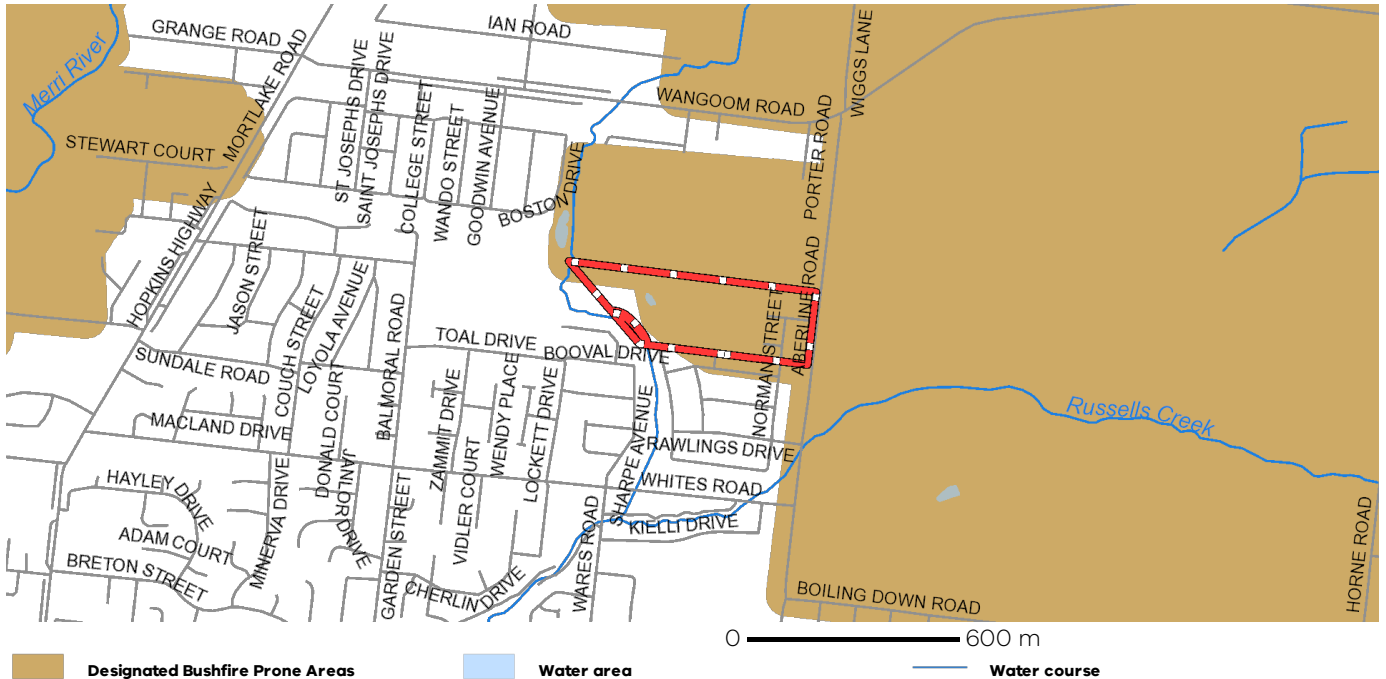 GRANGE ROAD
IAN ROAD
WIGGS LANE
Merri River
MORTLAKE ROAD
ST JOSEPHS DRIVE
SAINT JOSEPHS DRIVE
COLLEGE STREET
WANDO STREET
GOODWIN AVENUE
WANGOOM ROAD
PORTER ROAD
STEWART COURT
BOSTON DRIVE
HOPKINS HIGHWAY
JASON STREET
COUCH STREET
LOYOLA AVENUE
BALMORAL ROAD
TOAL DRIVE
BOOVAL DRIVE
NORMAN STREET
ABERLINE ROAD
SUNDALE ROAD
MACLAND DRIVE
DONALD COURT
JANLOR DRIVE
ZAMMIT DRIVE
WENDY PLACE
LOCKETT DRIVE
SHARPE AVENUE
RAWLINGS DRIVE
Russells Creek
HAYLEY DRIVE
MINERVA DRIVE
GARDEN STREET
VIDLER COURT
WHITES ROAD
KIELLI DRIVE
ADAM COURT
BRETON STREET
CHERLIN DRIVE
WARES ROAD
BOILING DOWN ROAD
HORNE ROAD
0 600 m
Designated Bushfire Prone Areas
Water area
Water course